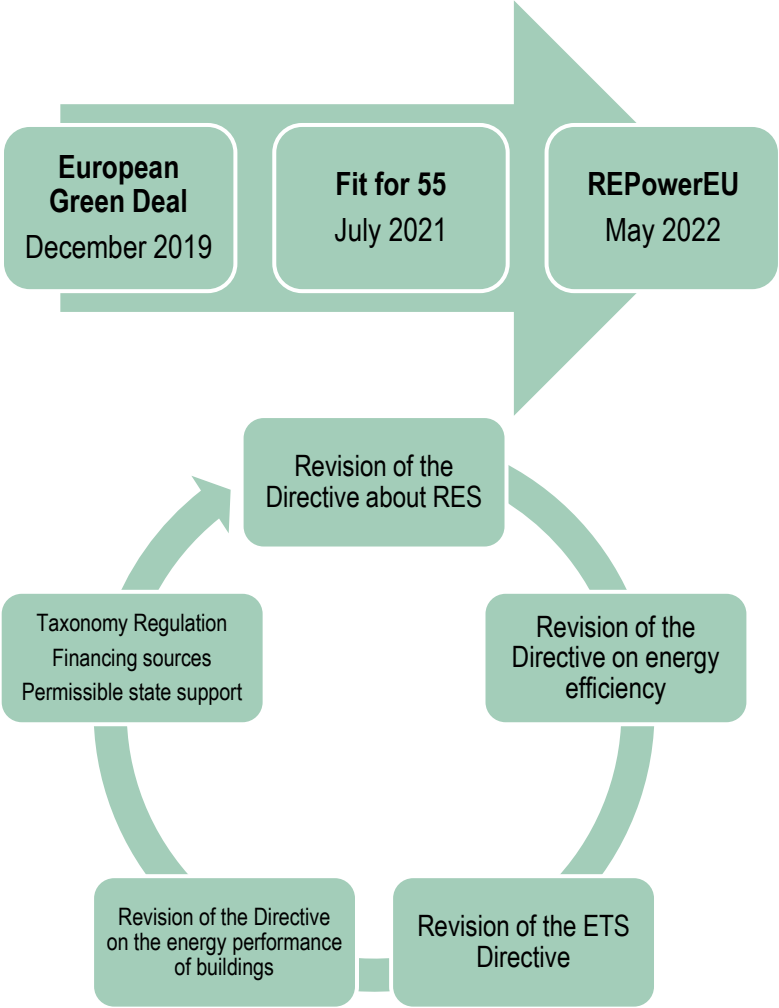 European
Green Deal
December 2019
Fit for 55
July 2021
REPowerEU
May 2022
Revision of the
Directive about RES
Revision of the
Directive on energy
efficiency
Revision of the ETS
Directive
Revision of the Directive
on the energy performance
of buildings
Taxonomy Regulation
Financing sources
Permissible state support